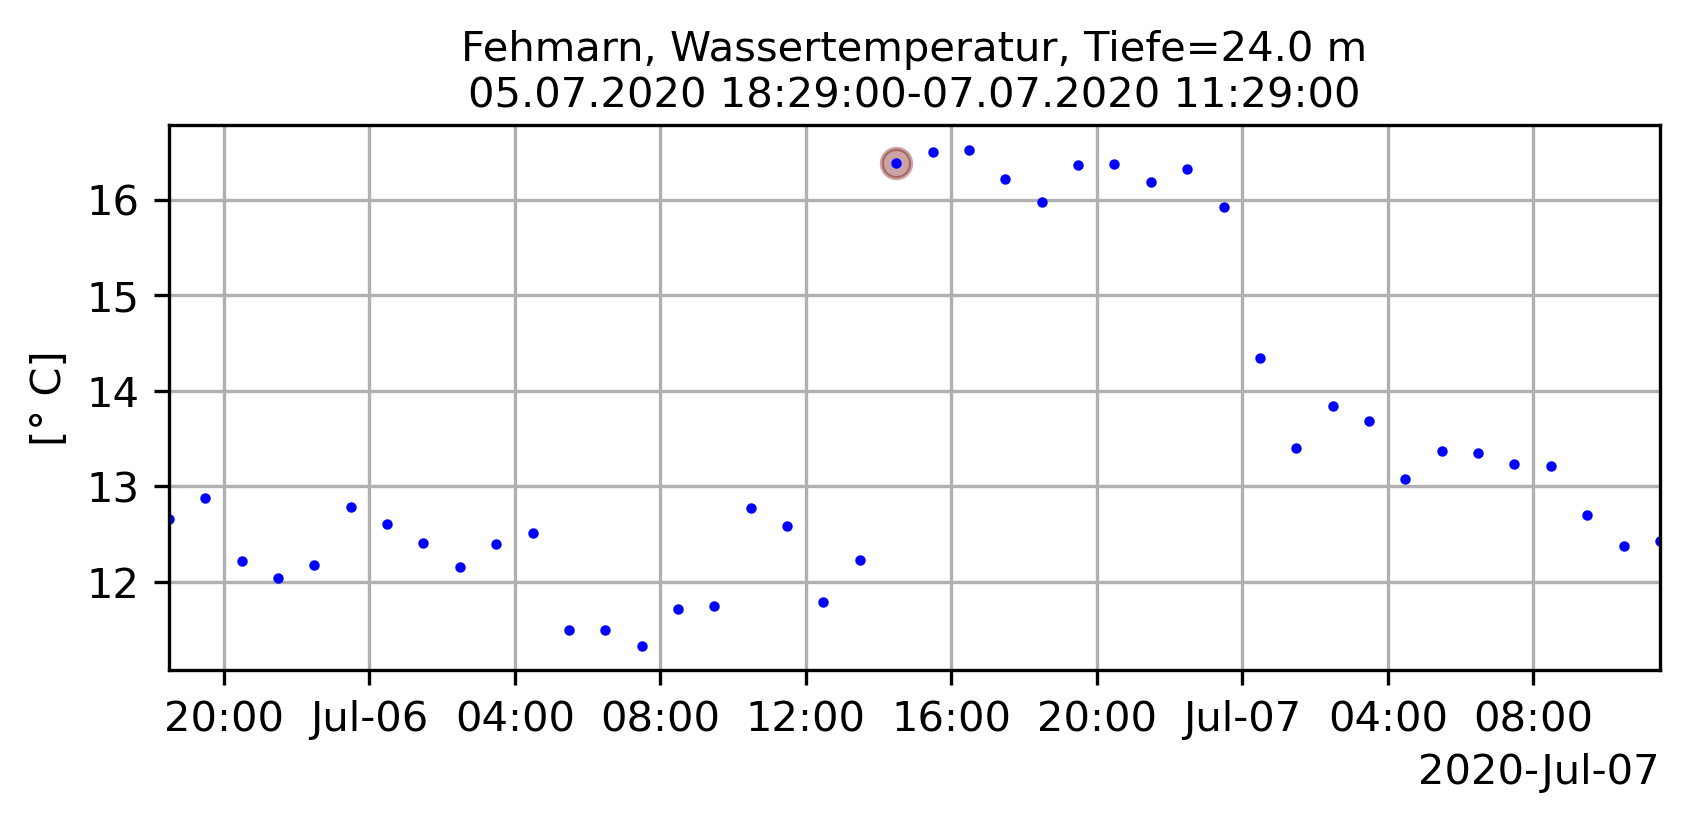 Fehmarn, Wassertemperatur, Tiefe=24.0 m
05.07.2020 18:29:00-07.07.2020 11:29:00
[° C]
16
15
14
13
12
20:00 Jul-06 04:00 08:00 12:00 16:00 20:00 Jul-07 04:00 08:00
2020-Jul-07